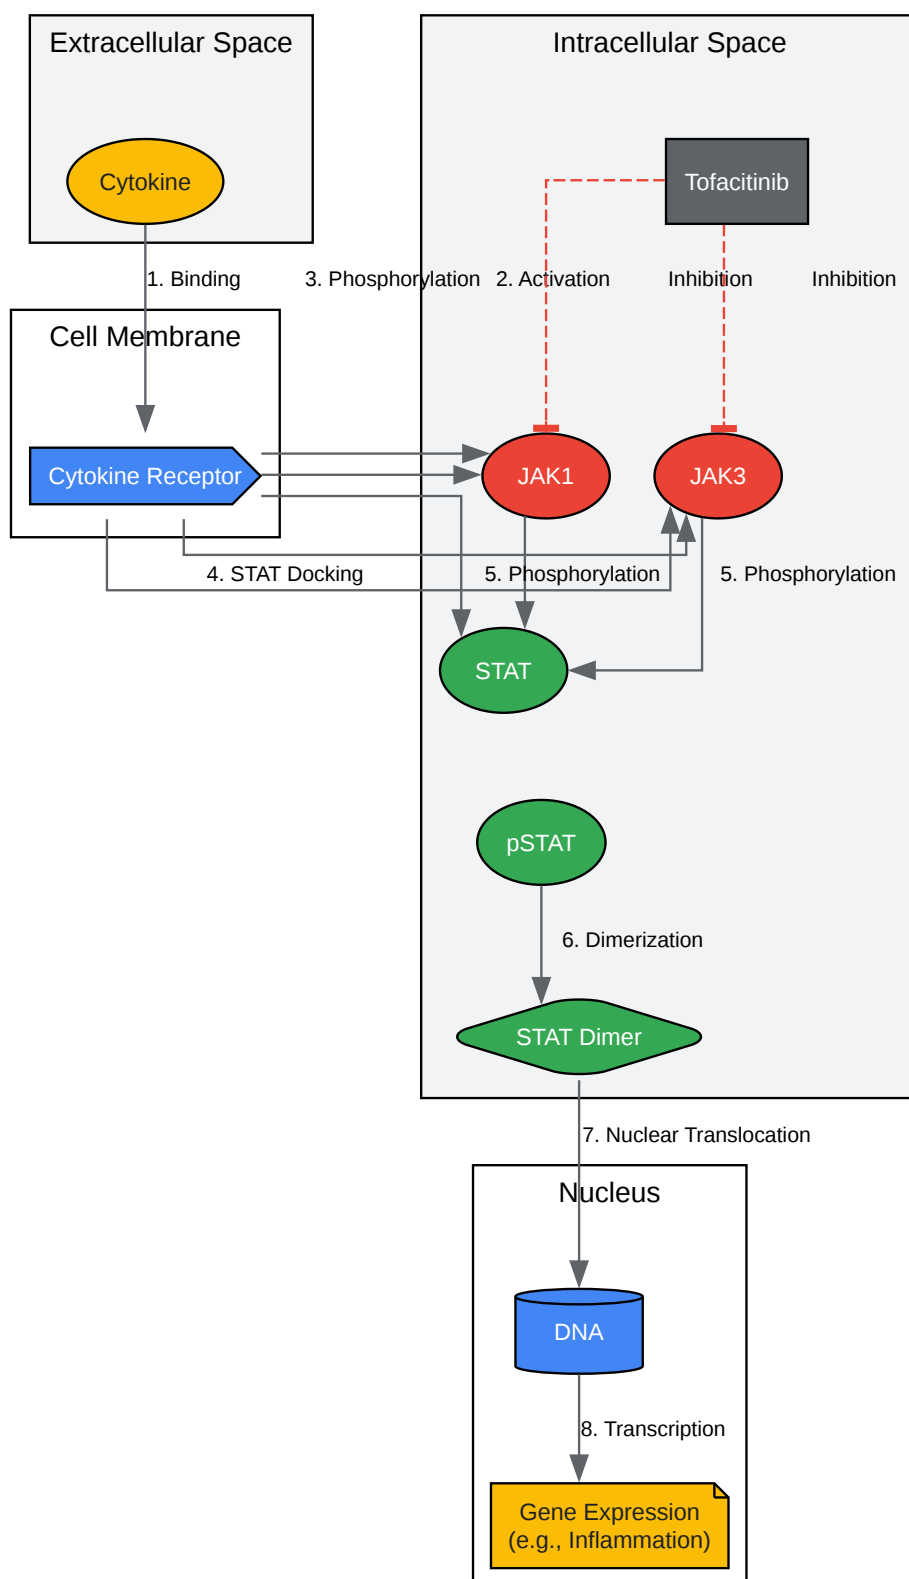 Extracellular Space
Intracellular Space
Cytokine
Tofacitinib
1. Binding
3. Phosphorylation
2. Activation
Inhibition
Inhibition
Cell Membrane
Cytokine Receptor
JAK1
JAK3
4. STAT Docking
5. Phosphorylation
5. Phosphorylation
STAT
pSTAT
6. Dimerization
STAT Dimer
7. Nuclear Translocation
Nucleus
DNA
8. Transcription
Gene Expression
(e.g., Inflammation)